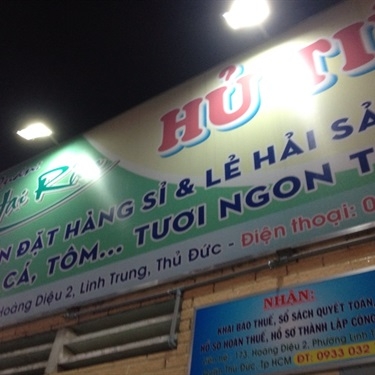 HỦ TI
N ĐẶT HÀNG SỈ & LẺ HẢI SẢ
CÁ, TÔM... TƯƠI NGON T
Hoàng Diệu 2, Linh Trung, Thủ Đức - Điện thoại: 0
NHẬN:
KHAI BÁO THUẾ, SỔ SÁCH QUYẾT TOÁN
HỒ SƠ HOÀN THUẾ, HỒ SƠ THÀNH LẬP CÔNG
173, Hoàng Diệu 2, Phường Linh
Thủ Đức, Tp HCM ĐT: 0933 032